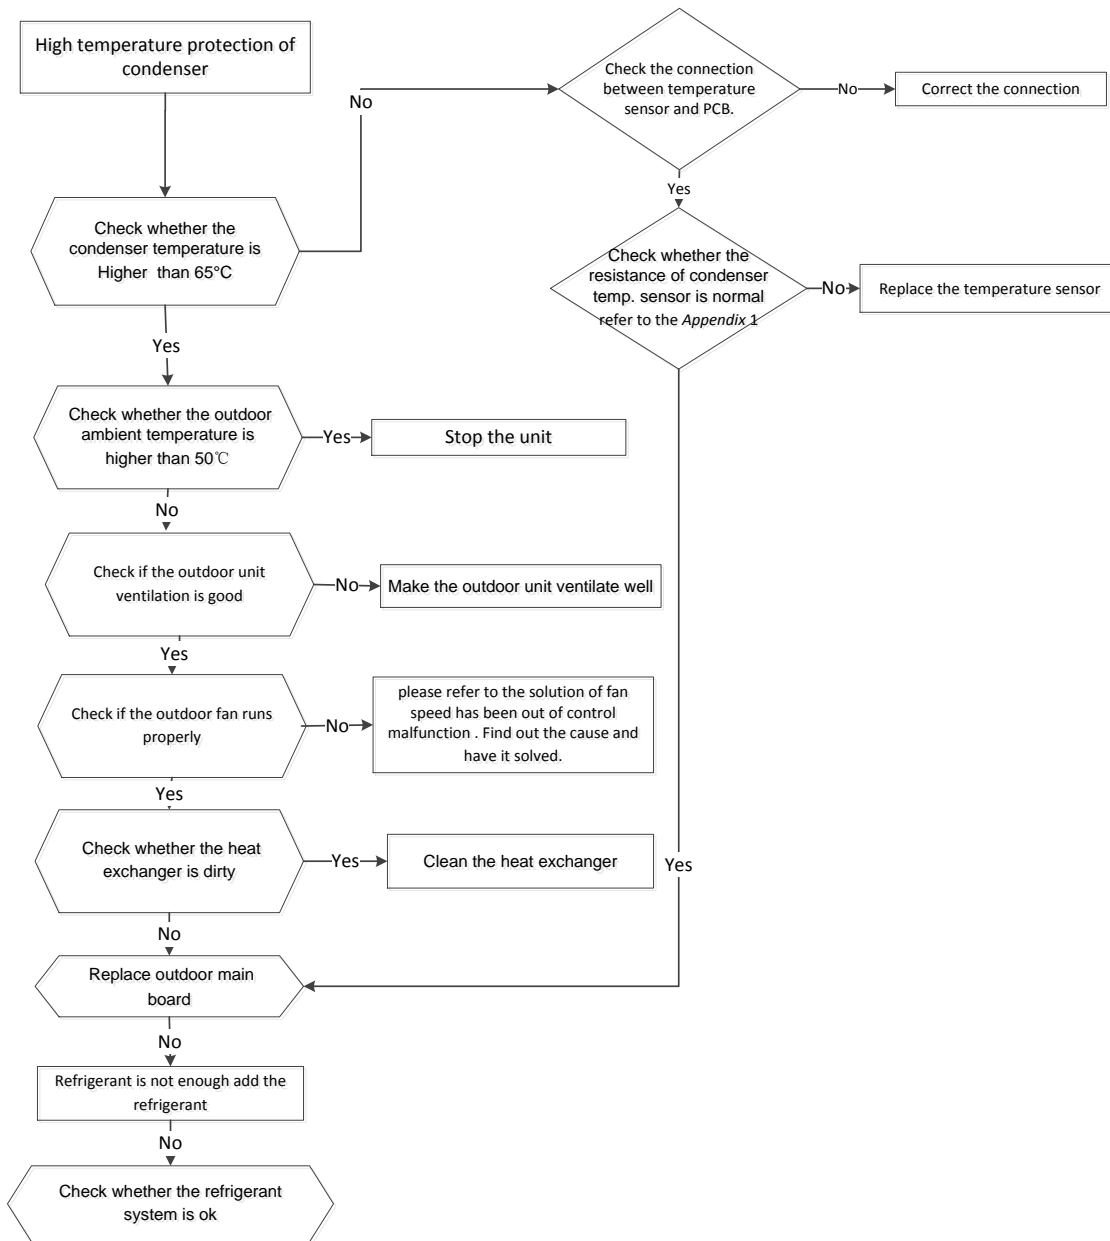 High temperature protection of
condenser
No
Check the connection
between temperature
sensor and PCB.
No
Correct the connection
Yes
Check whether the
condenser temperature is
Higher than 65°C
Check whether the
resistance of condenser
temp. sensor is normal
refer to the Appendix 1
No
Replace the temperature sensor
Yes
Check whether the outdoor
ambient temperature is
higher than 50℃
Yes
Stop the unit
No
Check if the outdoor unit
ventilation is good
No
Make the outdoor unit ventilate well
Yes
Check if the outdoor fan runs
properly
No
please refer to the solution of fan
speed has been out of control
malfunction . Find out the cause and
have it solved.
Yes
Check whether the heat
exchanger is dirty
Yes
Clean the heat exchanger
Yes
No
Replace outdoor main
board
No
Refrigerant is not enough add the
refrigerant
No
Check whether the refrigerant
system is ok